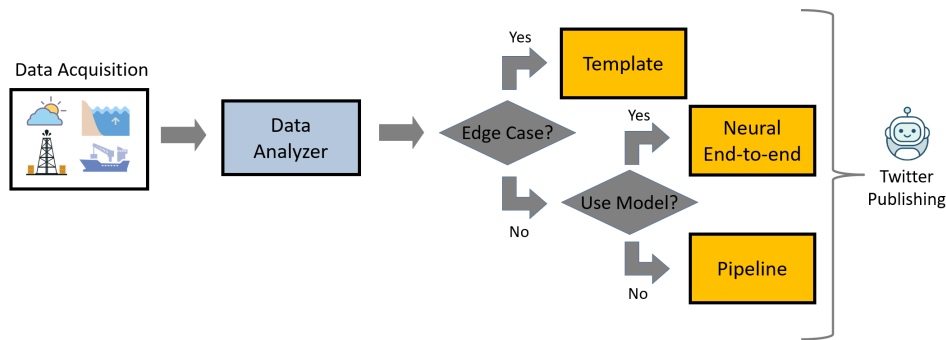 Data Acquisition
Data
Analyzer
Edge Case?
Yes
Template
No
Use Model?
Yes
Neural
End-to-end
No
Pipeline
Twitter
Publishing